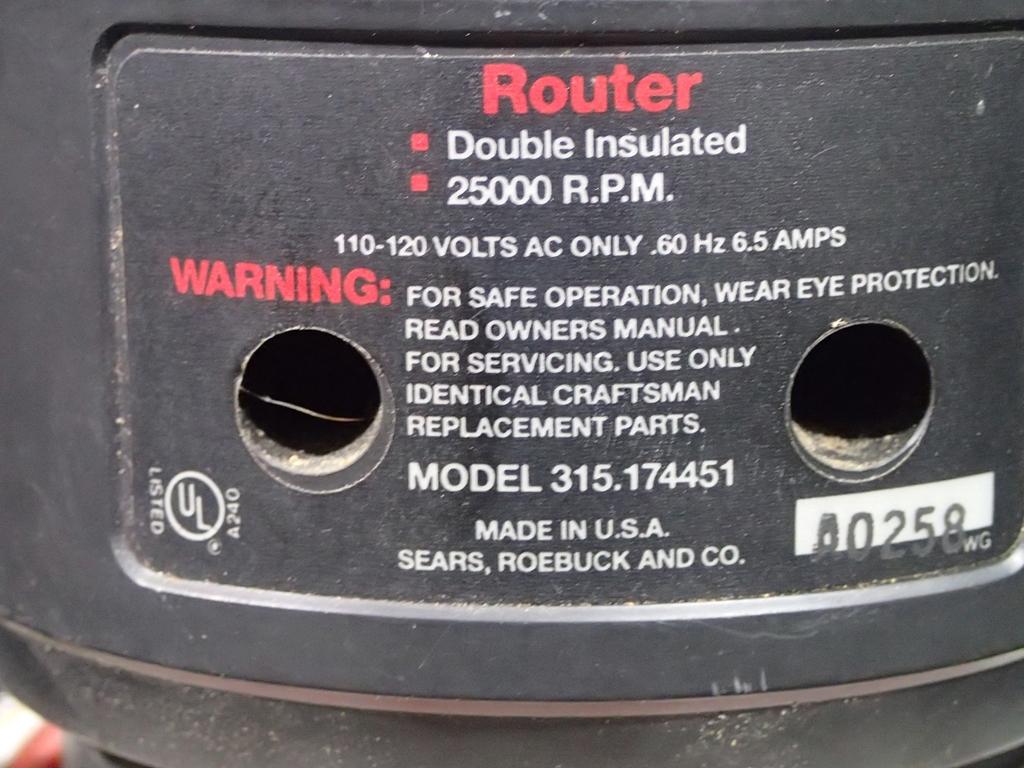 Router
Double Insulated
25000 R.P.M.
110-120 VOLTS AC ONLY .60 Hz 6.5 AMPS
WARNING: FOR SAFE OPERATION, WEAR EYE PROTECTION.
READ OWNERS MANUAL.
FOR SERVICING. USE ONLY
IDENTICAL CRAFTSMAN
REPLACEMENT PARTS.
MODEL 315.174451
LISTED
UL
A240
A0258
WG
MADE IN U.S.A.
SEARS, ROEBUCK AND CO.